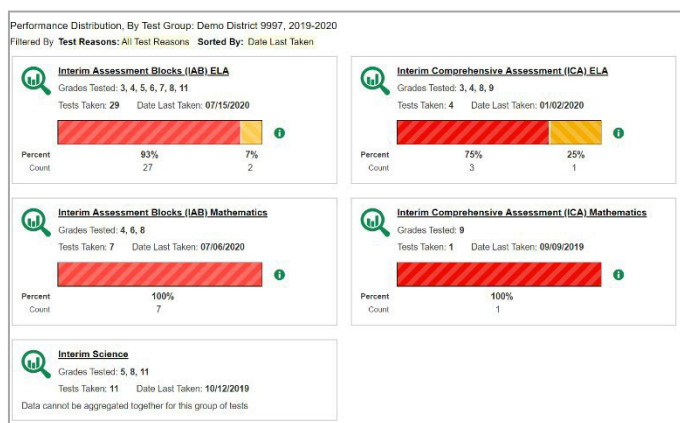 Performance Distribution, By Test Group: Demo District 9997, 2019-2020
Filtered By Test Reasons: All Test Reasons Sorted By: Date Last Taken
Interim Assessment Blocks (IAB) ELA
Grades Tested: 3, 4, 5, 6, 7, 8, 11
Tests Taken: 29 Date Last Taken: 07/15/2020
Percent 93% 7%
Count 27 2
Interim Comprehensive Assessment (ICA) ELA
Grades Tested: 3, 4, 8, 9
Tests Taken: 4 Date Last Taken: 01/02/2020
Percent 75% 25%
Count 3 1
Interim Assessment Blocks (IAB) Mathematics
Grades Tested: 4, 6, 8
Tests Taken: 7 Date Last Taken: 07/06/2020
Percent 100%
Count 7
Interim Comprehensive Assessment (ICA) Mathematics
Grades Tested: 9
Tests Taken: 1 Date Last Taken: 09/09/2019
Percent 100%
Count 1
Interim Science
Grades Tested: 5, 8, 11
Tests Taken: 11 Date Last Taken: 10/12/2019
Data cannot be aggregated together for this group of tests